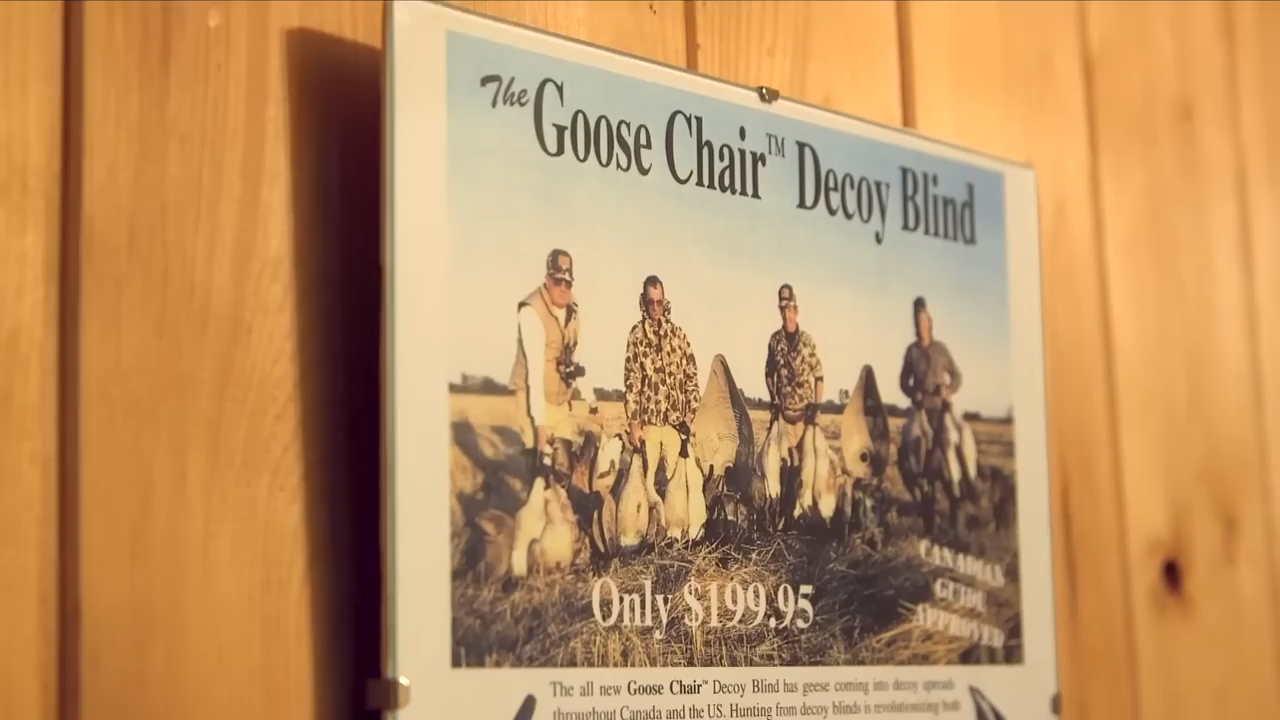 The Goose Chair™ Decoy Blind
Only $199.95
CANADIAN
GUIDE
APPROVED
The all new Goose Chair™ Decoy Blind has geese coming into decoy spreads
throughout Canada and the US. Hunting from decoy blinds is revolutionizing both